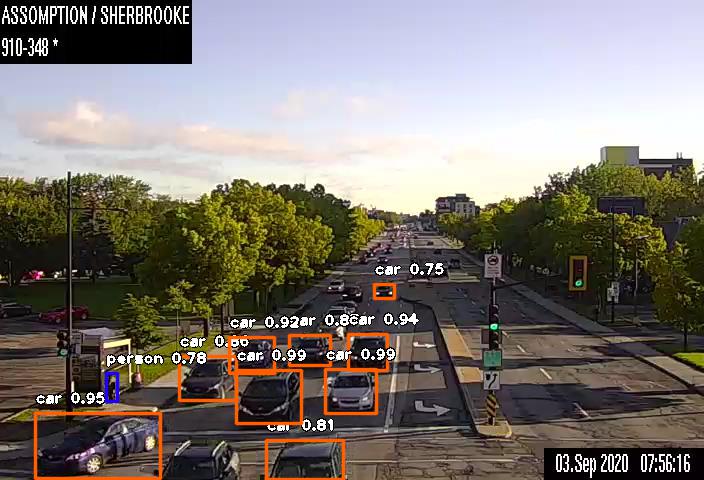 ASSOMPTION / SHERBROOKE
910-348 *
car 0.75
car 0.92
car 0.94
car 0.99
car 0.99
person 0.78
car 0.95
car 0.81
03.Sep 2020 07:56:16